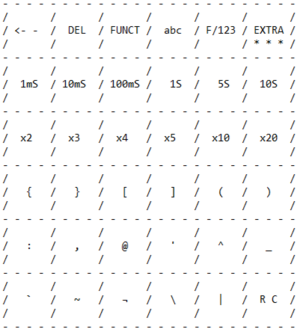 - - - - - - - - - - - - - - - - - - - - - - - - -
/ / / / / / /
/ <- - / DEL / FUNCT / abc / F/123 / EXTRA /
/ / / / / / * * * /
- - - - - - - - - - - - - - - - - - - - - - - - -
/ / / / / / /
/ 1mS / 10mS / 100mS / 1S / 5S / 10S /
/ / / / / / /
- - - - - - - - - - - - - - - - - - - - - - - - -
/ / / / / / /
/ x2 / x3 / x4 / x5 / x10 / x20 /
/ / / / / / /
- - - - - - - - - - - - - - - - - - - - - - - - -
/ / / / / / /
/ { / } / [ / ] / ( / ) /
/ / / / / / /
- - - - - - - - - - - - - - - - - - - - - - - - -
/ / / / / / /
/ : / , / @ / ' / ^ / _ /
/ / / / / / /
- - - - - - - - - - - - - - - - - - - - - - - - -
/ / / / / / /
/ ` / ~ / ¬ / \ / | / R C /
/ / / / / / /
- - - - - - - - - - - - - - - - - - - - - - - - -